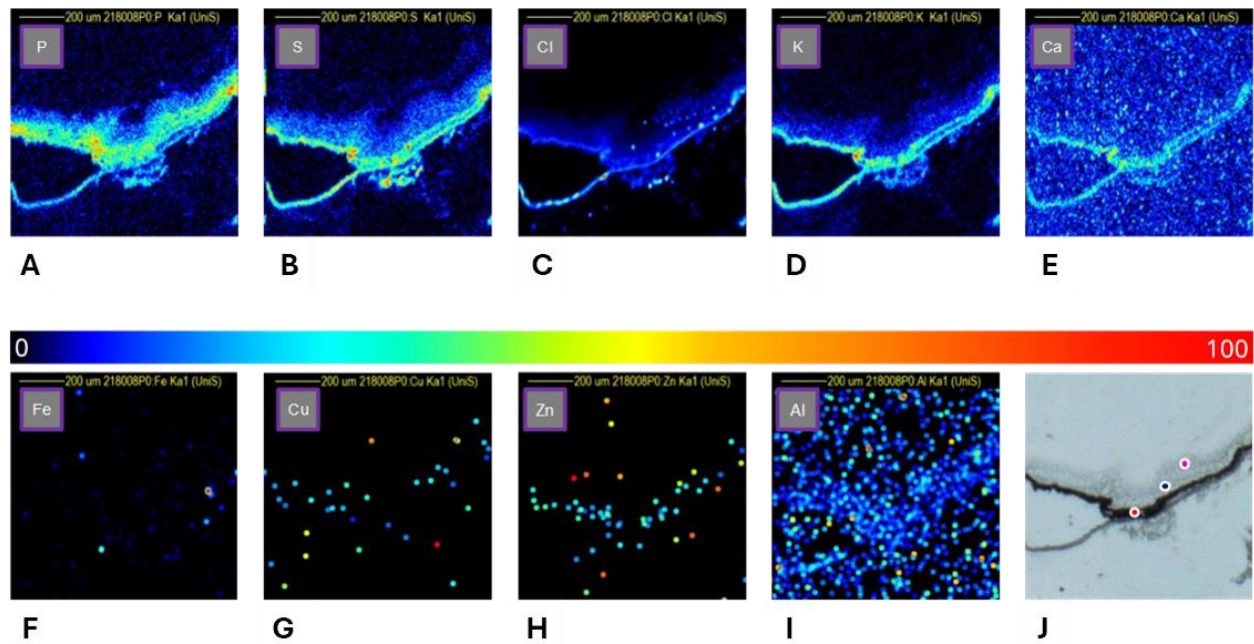 200 um 218008P0:P Ka1 (UniS)
P
200 um 218008P0:S Ka1 (UniS)
S
200 um 218008P0:Cl Ka1 (UniS)
Cl
200 um 218008P0:K Ka1 (UniS)
K
200 um 218008P0:Ca Ka1 (UniS)
Ca
A
B
C
D
E
0
100
200 um 218008P0:Fe Ka1 (UniS)
Fe
200 um 218008P0:Cu Ka1 (UniS)
Cu
200 um 218008P0:Zn Ka1 (UniS)
Zn
200 um 218008P0:Al Ka1 (UniS)
Al
F
G
H
I
J